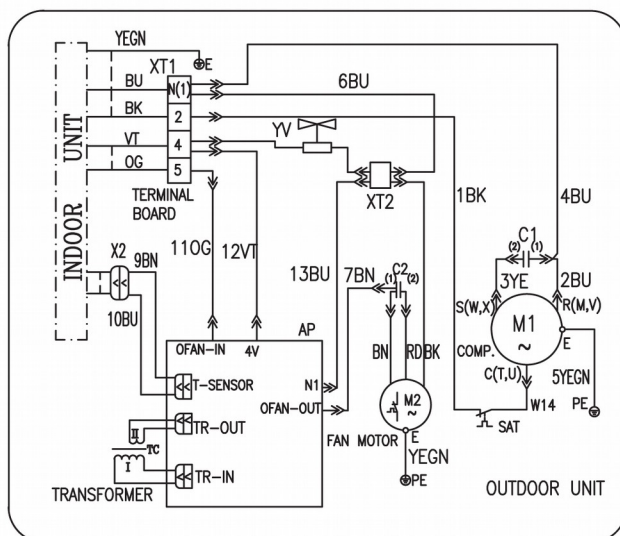 YEGN
E
XT1
BU
N(1)
6BU
BK
2
YV
VT
4
OG
5
XT2
TERMINAL
BOARD
1BK
4BU
INDOOR UNIT
X2
9BN
10BU
11OG
12VT
13BU
7BN
C2
(1)
(2)
C1
(2)
(1)
3YE
2BU
S(W,X)
R(M,V)
M1
~
COMP.
E
C(T,U)
5YEGN
PE
W14
SAT
AP
OFAN-IN
4V
BN
RD
BK
T-SENSOR
N1
OFAN-OUT
M2
~
FAN MOTOR
E
YEGN
PE
TR-OUT
II
TC
I
TR-IN
TRANSFORMER
OUTDOOR UNIT